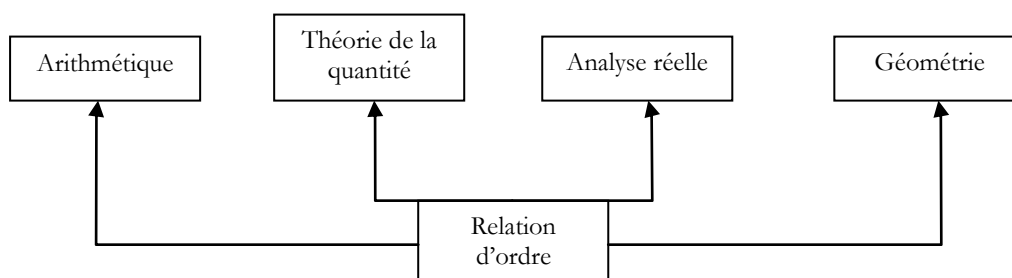 Arithmétique
Théorie de la
quantité
Analyse réelle
Géométrie
Relation
d’ordre